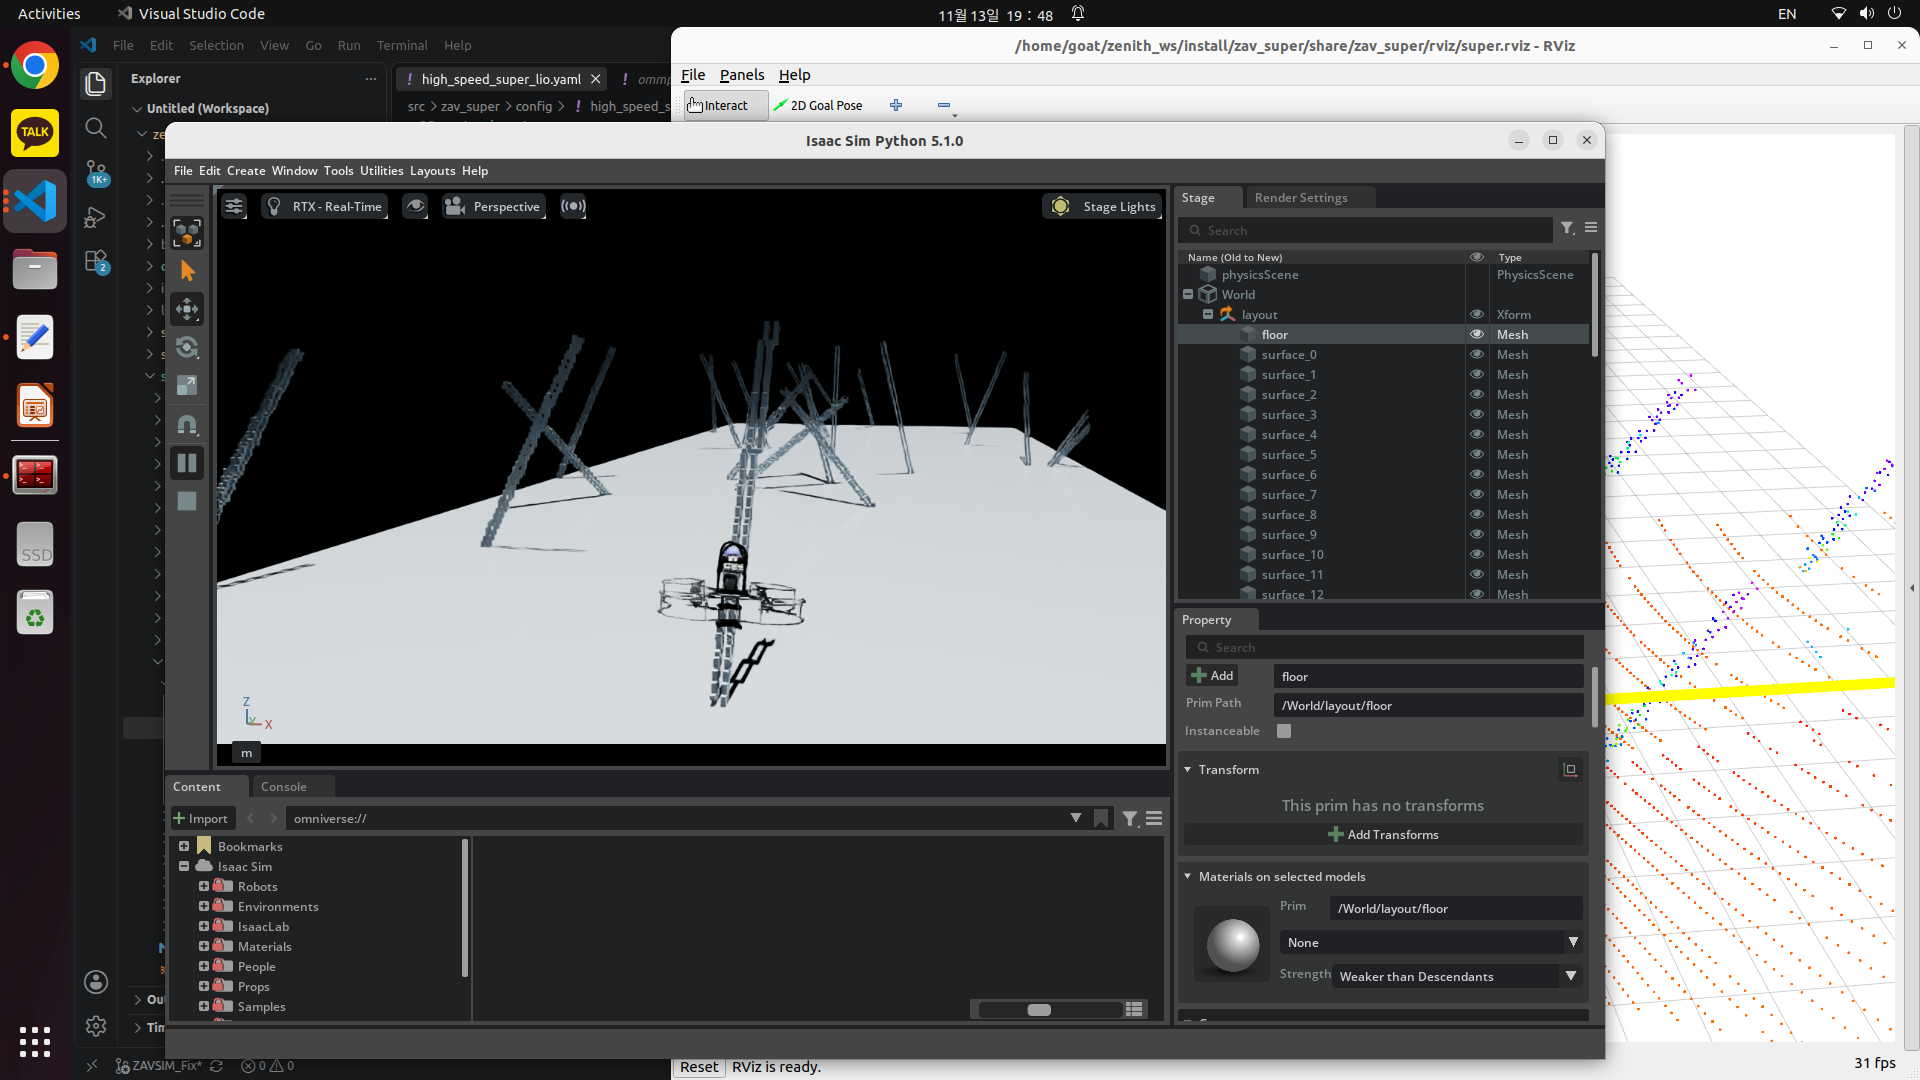 Activities
Visual Studio Code
11월 13일 19 : 48
EN
File Edit Selection View Go Run Terminal Help
/home/goat/zenith_ws/install/zav_super/share/zav_super/rviz/super.rviz - RViz
Explorer
high_speed_super_lio.yaml
Untitled (Workspace)
src > zav_super > config > ! high_speed_s
File Panels Help
Interact
2D Goal Pose
TALK
1K+
2
SSD
Isaac Sim Python 5.1.0
File Edit Create Window Tools Utilities Layouts Help
RTX - Real-Time
Perspective
Stage Lights
Z
Y
X
m
Stage
Render Settings
Search
Name (Old to New)
Type
physicsScene PhysicsScene
World
layout Xform
floor Mesh
surface_0 Mesh
surface_1 Mesh
surface_2 Mesh
surface_3 Mesh
surface_4 Mesh
surface_5 Mesh
surface_6 Mesh
surface_7 Mesh
surface_8 Mesh
surface_9 Mesh
surface_10 Mesh
surface_11 Mesh
surface_12 Mesh
Property
Search
Add floor
Prim Path /World/layout/floor
Instanceable
Transform
This prim has no transforms
Add Transforms
Materials on selected models
Prim /World/layout/floor
None
Strength Weaker than Descendants
Content
Console
Import
omniverse://
Bookmarks
Isaac Sim
Robots
Environments
IsaacLab
Materials
People
Props
Samples
ZAVSIM_Fix*
0 0
Reset
RViz is ready.
31 fps